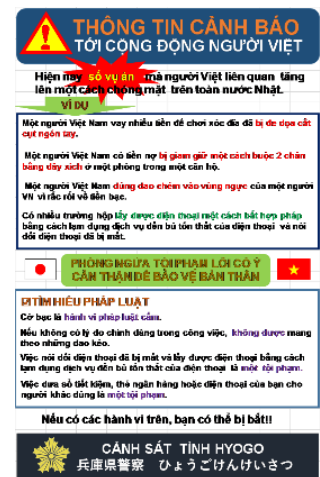 THÔNG TIN CẢNH BÁO
TỚI CỘNG ĐỘNG NGƯỜI VIỆT
Hiện nay số vụ án mà người Việt liên quan tăng
lên một cách chóng mặt trên toàn nước Nhật.
VÍ DỤ
Một người Việt Nam vay nhiều tiền để chơi xóc đĩa đã bị đe dọa cắt
cụt ngón tay.
Một người Việt Nam có tiền nợ bị giam giữ một cách buộc 2 chân
bằng dây xích ở một phòng trong một căn hộ.
Một người Việt Nam dùng dao chém vào vùng ngực của một người
VN vì rắc rối về tiền bạc.
Có nhiều trường hợp lấy được điện thoại một cách bất hợp pháp
bằng cách lạm dụng dịch vụ đền bù tổn thất của điện thoại và nói
dối điện thoại đã bị mất.
PHÒNG NGỪA TỘI PHẠM LỜI CÓ Ý
CẨN THẬN ĐỂ BẢO VỆ BẢN THÂN
TÌM HIỂU PHÁP LUẬT
Cờ bạc là hành vi pháp luật cấm.
Nếu không có lý do chính đáng trong công việc, không được mang
theo những dao kéo.
Việc nói dối điện thoại đã bị mất và lấy được điện thoại bằng cách
lạm dụng dịch vụ đền bù tổn thất của điện thoại là một tội phạm.
Việc đưa sổ tiết kiệm, thẻ ngân hàng hoặc điện thoại của bạn cho
người khác dùng là một tội phạm.
Nếu có các hành vi trên, bạn có thể bị bắt!!
CẢNH SÁT TỈNH HYOGO
兵庫県警察 ひょうごけんけいさつ